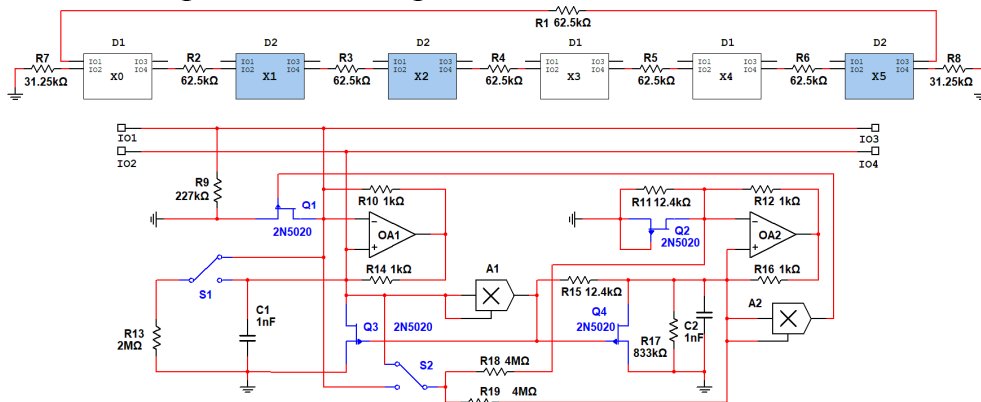 R1 62.5kΩ
D1 D2 D2 D1 D1 D2
R7 R2 R3 R4 R5 R6 R8
IO1 IO3 IO1 IO3 IO1 IO3 IO1 IO3 IO1 IO3 IO1 IO3
IO2 IO4 IO2 IO4 IO2 IO4 IO2 IO4 IO2 IO4 IO2 IO4
X0 X1 X2 X3 X4 X5
31.25kΩ 62.5kΩ 62.5kΩ 62.5kΩ 62.5kΩ 62.5kΩ 31.25kΩ
IO1 IO3
IO2 IO4
R9
227kΩ
Q1
2N5020
R10 1kΩ
OA1
R11 12.4kΩ
Q2
2N5020
R12 1kΩ
OA2
S1
R14 1kΩ
A1
R15 12.4kΩ
R16 1kΩ
A2
C1
1nF
R13
2MΩ
Q3
2N5020
Q4
2N5020
R17
833kΩ
C2
1nF
S2
R18 4MΩ
R19 4MΩ